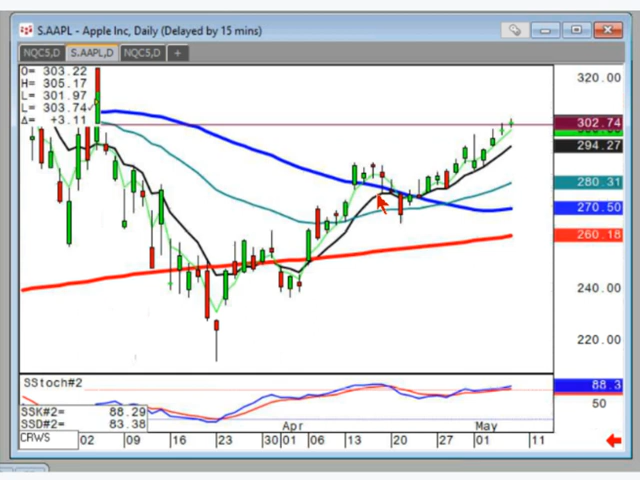 S.AAPL - Apple Inc, Daily (Delayed by 15 mins)
NQC5,D S.AAPL,D NQC5,D +
O= 303.22
H= 305.17
L= 301.97
L= 303.74
Δ= +3.11
320.00
302.74
294.27
280.31
270.50
260.18
240.00
220.00
SStoch#2
88.3
50
SSK#2= 88.29
SSD#2= 83.38
Apr May
CRWS 02 09 16 23 30 01 06 13 20 27 01 11